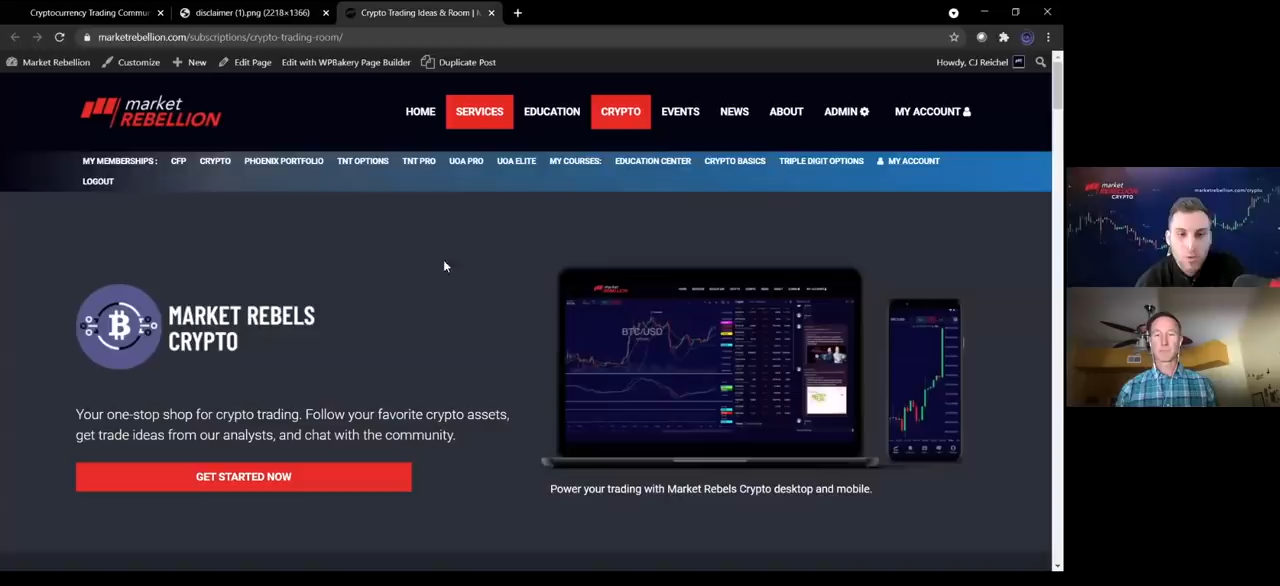 Cryptocurrency Trading Commu
disclaimer (1).png (2218×1366)
Crypto Trading Ideas & Room |
marketrebellion.com/subscriptions/crypto-trading-room/
Market Rebellion Customize New Edit Page Edit with WPBakery Page Builder Duplicate Post Howdy, CJ Reichel
market
REBELLION
HOME SERVICES EDUCATION CRYPTO EVENTS NEWS ABOUT ADMIN MY ACCOUNT
MY MEMBERSHIPS : CFP CRYPTO PHOENIX PORTFOLIO TNT OPTIONS TNT PRO UOA PRO UOA ELITE MY COURSES: EDUCATION CENTER CRYPTO BASICS TRIPLE DIGIT OPTIONS MY ACCOUNT
LOGOUT
market
REBELLION
CRYPTO
marketrebellion.com/crypto
MARKET REBELS
CRYPTO
BTC/USD
Your one-stop shop for crypto trading. Follow your favorite crypto assets,
get trade ideas from our analysts, and chat with the community.
GET STARTED NOW
Power your trading with Market Rebels Crypto desktop and mobile.